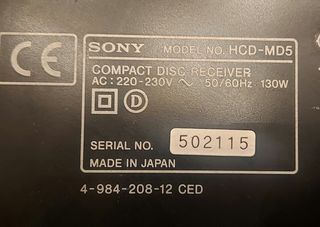 CE
SONY MODEL NO. HCD-MD5
COMPACT DISC RECEIVER
AC: 220-230V ~ 50/60Hz 130W
D
SERIAL NO. 502115
MADE IN JAPAN
4-984-208-12 CED